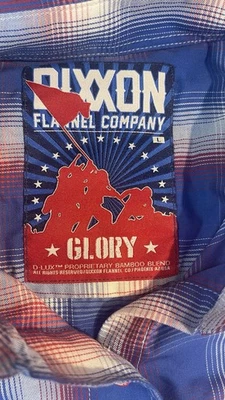 DIXXON
FLANNEL COMPANY
L
★ GLORY ★
D-LUX™ PROPRIETARY BAMBOO BLEND
ALL RIGHTS RESERVED/DIXXON FLANNEL CO/PHOENIX AZ USA